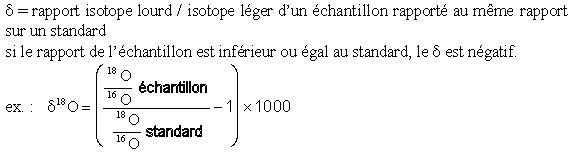 δ = rapport isotope lourd / isotope léger d'un échantillon rapporté au même rapport
sur un standard
si le rapport de l'échantillon est inférieur ou égal au standard, le δ est négatif.
ex. : δ¹⁸O = ( (¹⁸O/¹⁶O échantillon) / (¹⁸O/¹⁶O standard) − 1 ) × 1000